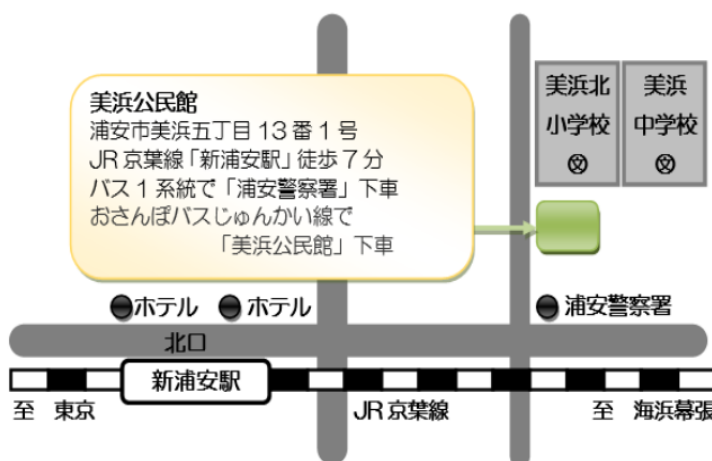 美浜公民館
浦安市美浜五丁目13番1号
JR京葉線「新浦安駅」徒歩7分
バス1系統で「浦安警察署」下車
おさんぽバスじゅんかい線で
「美浜公民館」下車
美浜北
小学校
文
美浜
中学校
文
ホテル
ホテル
浦安警察署
北口
新浦安駅
至 東京
JR京葉線
至 海浜幕張